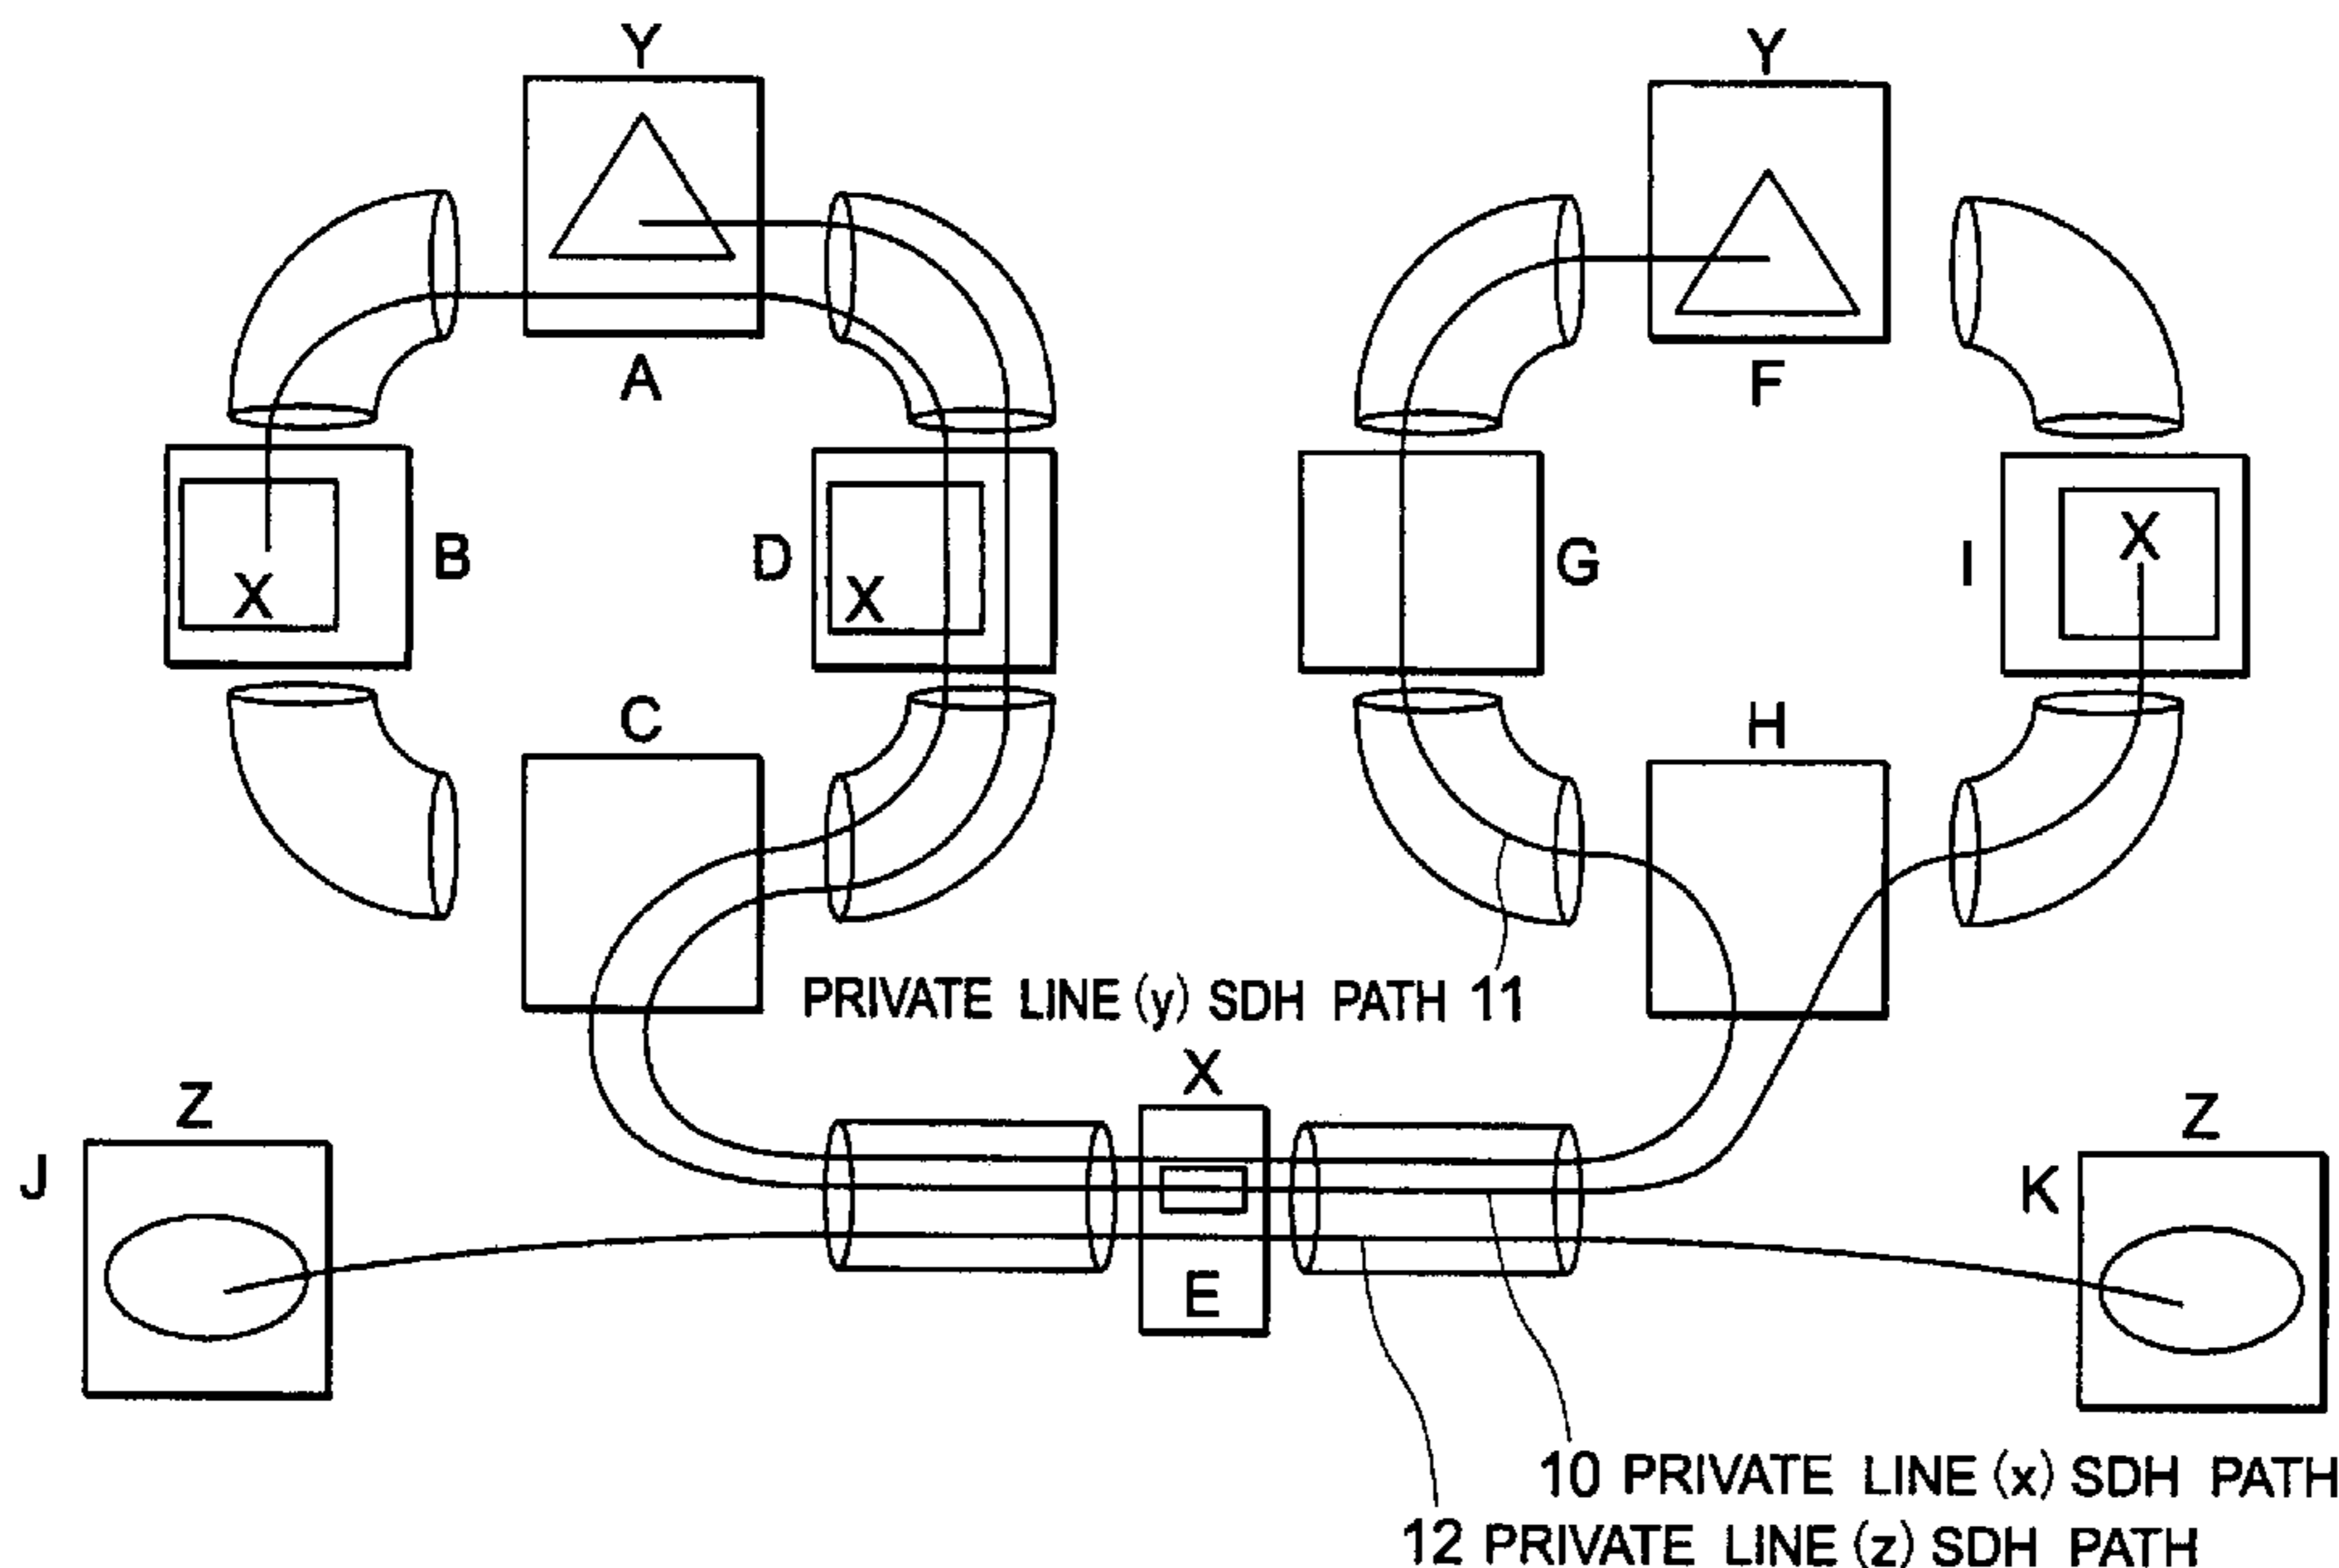 Y
Y
A
F
B
D
G
I
X
X
X
C
H
PRIVATE LINE (y) SDH PATH 11
X
Z
Z
J
K
E
10 PRIVATE LINE (x) SDH PATH
12 PRIVATE LINE (z) SDH PATH